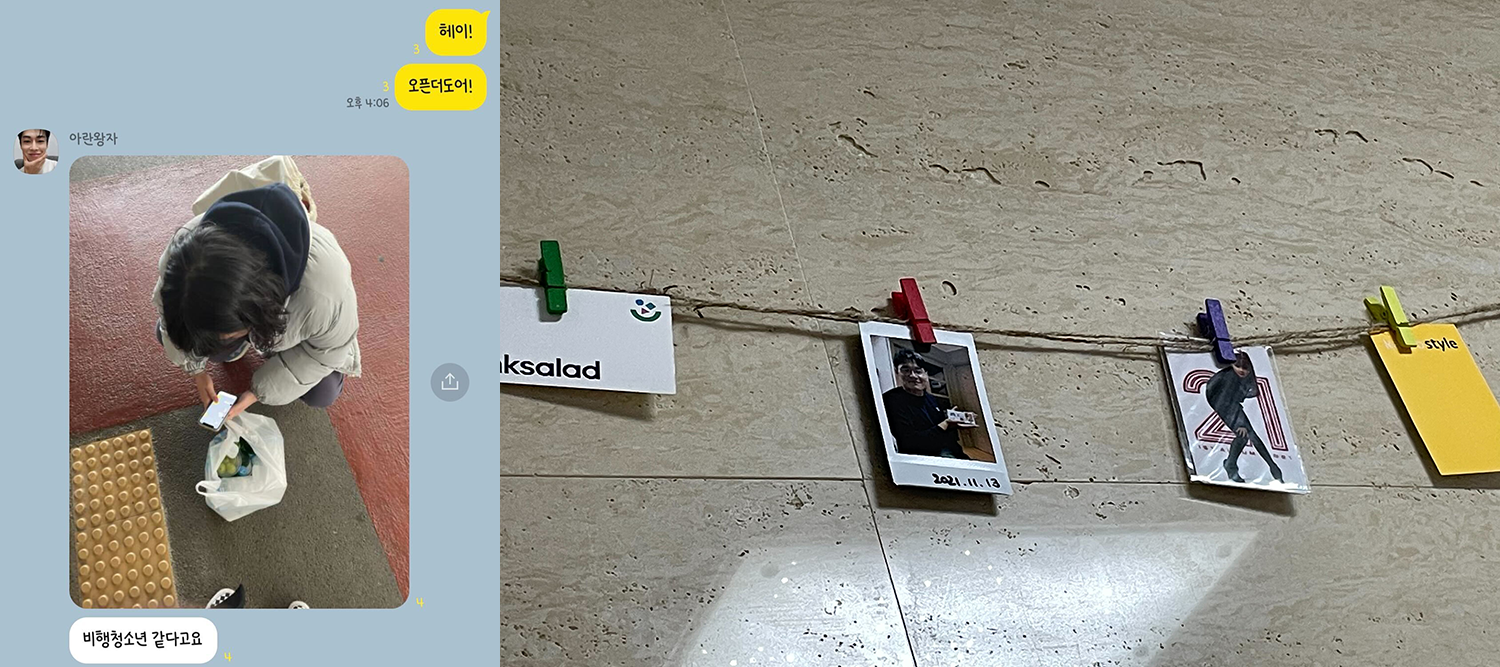 헤이!
3
오픈더도어!
3
오후 4:06
아란왕자
4
비행청소년 같다고요
4
ksalad
2021.11.13
21
style